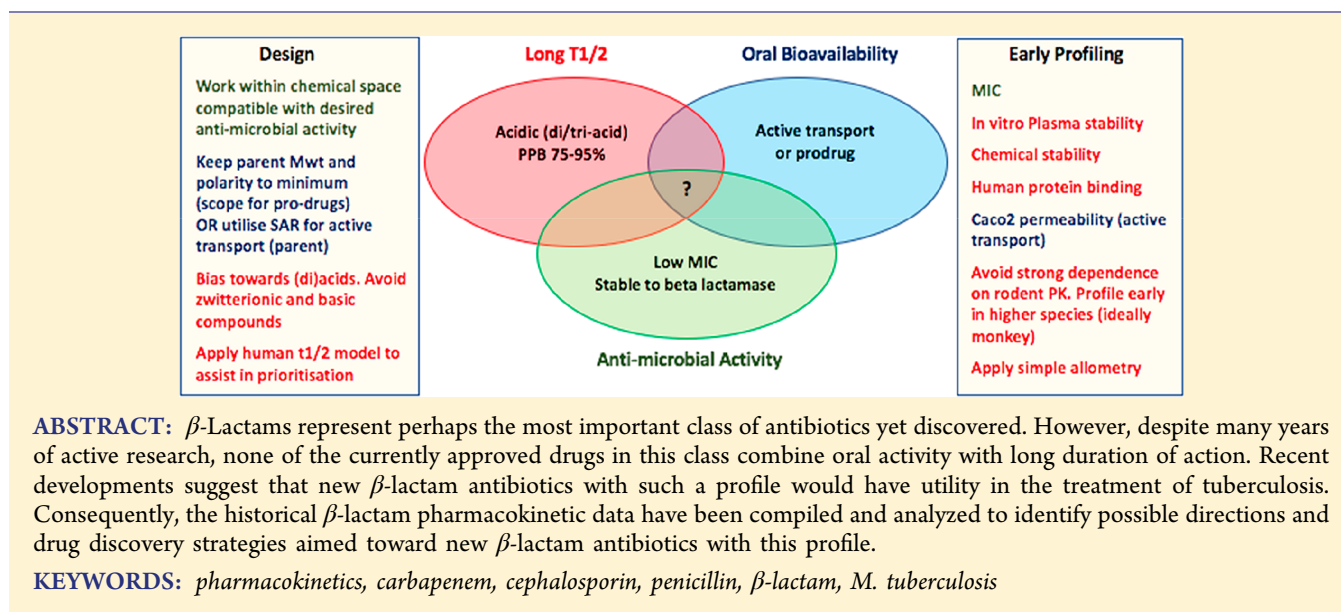 Design
Work within chemical space
compatible with desired
anti-microbial activity
Keep parent Mwt and
polarity to minimum
(scope for pro-drugs)
OR utilise SAR for active
transport (parent)
Bias towards (di)acids. Avoid
zwitterionic and basic
compounds
Apply human t1/2 model to
assist in prioritisation
Long T1/2
Oral Bioavailability
Acidic (di/tri-acid)
PPB 75-95%
Active transport
or prodrug
?
Low MIC
Stable to beta lactamase
Anti-microbial Activity
Early Profiling
MIC
In vitro Plasma stability
Chemical stability
Human protein binding
Caco2 permeability (active
transport)
Avoid strong dependence
on rodent PK. Profile early
in higher species (ideally
monkey)
Apply simple allometry
ABSTRACT: β-Lactams represent perhaps the most important class of antibiotics yet discovered. However, despite many years
of active research, none of the currently approved drugs in this class combine oral activity with long duration of action. Recent
developments suggest that new β-lactam antibiotics with such a profile would have utility in the treatment of tuberculosis.
Consequently, the historical β-lactam pharmacokinetic data have been compiled and analyzed to identify possible directions and
drug discovery strategies aimed toward new β-lactam antibiotics with this profile.
KEYWORDS: pharmacokinetics, carbapenem, cephalosporin, penicillin, β-lactam, M. tuberculosis